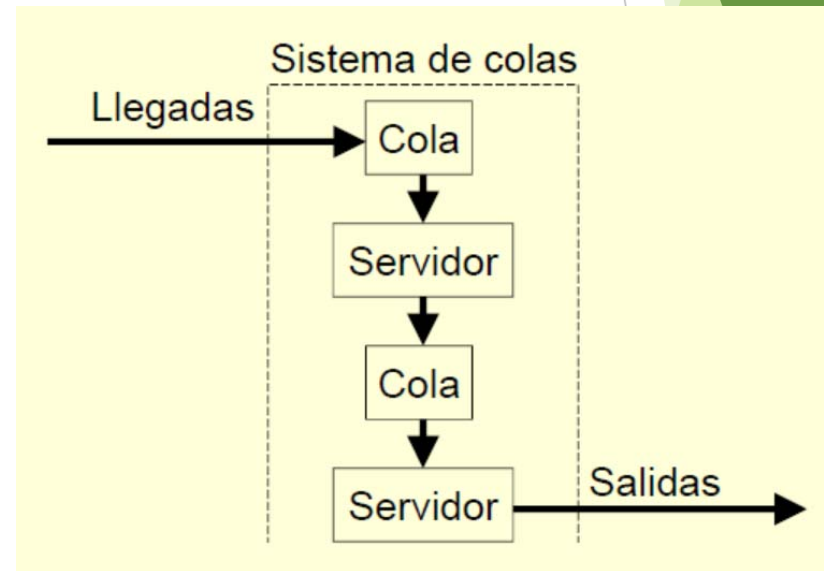 Sistema de colas
Llegadas
Cola
Servidor
Cola
Servidor
Salidas